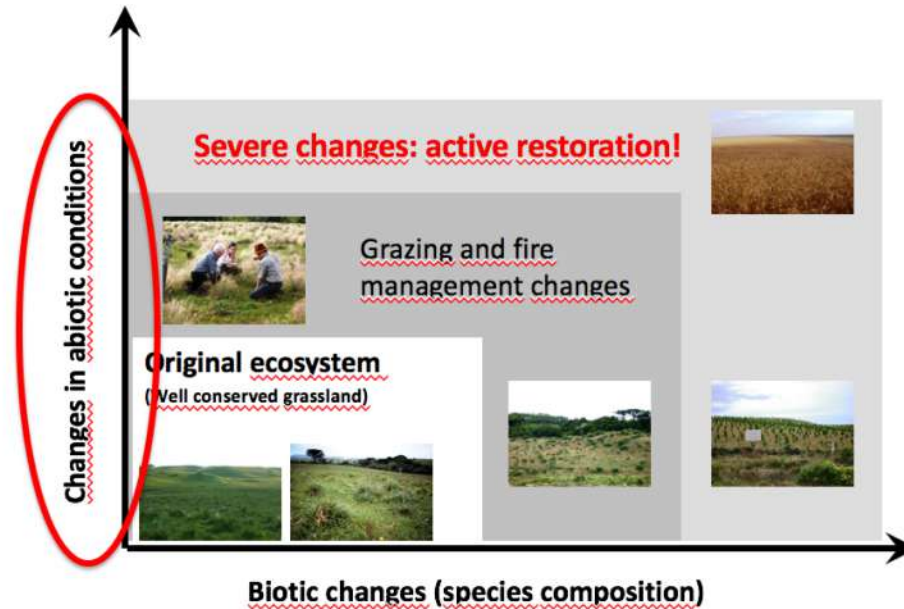 Changes in abiotic conditions
Severe changes: active restoration!
Grazing and fire
management changes
Original ecosystem
(Well conserved grassland)
Biotic changes (species composition)